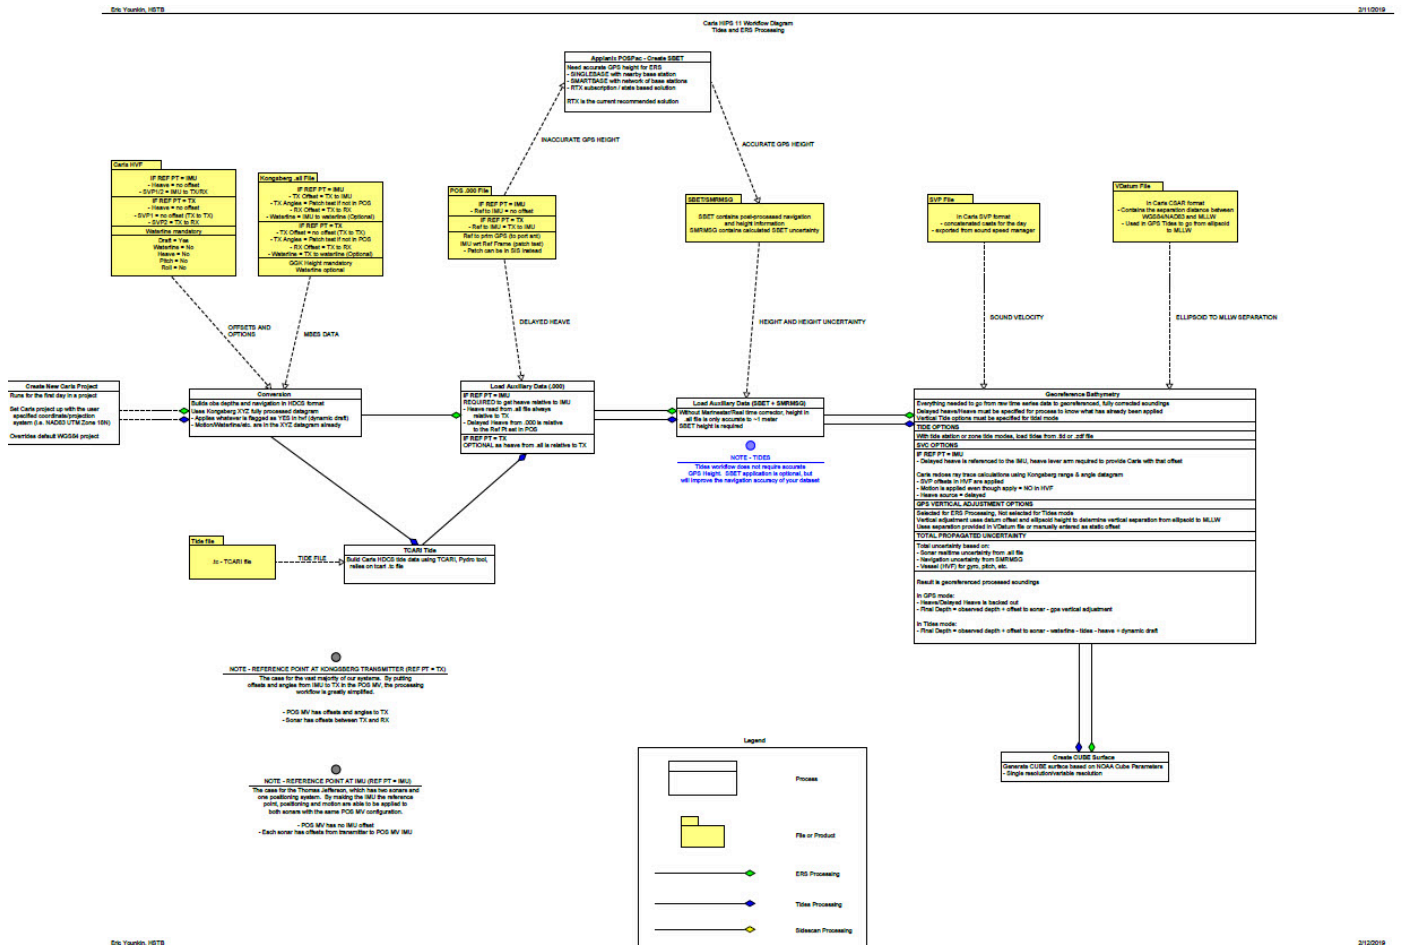 Eric Younkin, HSTB
2/11/2019
Caris HIPS 11 Workflow Diagram
Tides and ERS Processing
Applanix POSPac - Create SBET
Need accurate GPS height for ERS
- SINGLEBASE with nearby base station
- SMARTBASE with network of base stations
- RTX subscription / state based solution
RTX is the current recommended solution
INACCURATE GPS HEIGHT
ACCURATE GPS HEIGHT
Caris HVF
IF REF PT = IMU
- Heave = no offset
- SVP1/2 = IMU to TX/RX
IF REF PT = TX
- Heave = no offset
- SVP1 = no offset (TX to TX)
- SVP2 = TX to RX
Waterline mandatory
Draft = Yes
Waterline = No
Heave = No
Pitch = No
Roll = No
Kongsberg .all File
IF REF PT = IMU
- TX Offset = TX to IMU
- TX Angles = Patch test if not in POS
- RX Offset = TX to RX
- Waterline = IMU to waterline (Optional)
IF REF PT = TX
- TX Offset = no offset (TX to TX)
- TX Angles = Patch test if not in POS
- RX Offset = TX to RX
- Waterline = TX to waterline (Optional)
GGK Height mandatory
Waterline optional
POS .000 File
IF REF PT = IMU
- Ref to IMU = no offset
IF REF PT = TX
- Ref to IMU = TX to IMU
Ref to prim GPS (to port ant)
IMU wrt Ref Frame (patch test)
- Patch can be in SIS instead
SBET/SMRMSG
SBET contains post-processed navigation
and height information
SMRMSG contains calculated SBET uncertainty
SVP File
In Caris SVP format
- concatenated casts for the day
- exported from sound speed manager
VDatum File
In Caris CSAR format
- Contains the separation distance between
WGS84/NAD83 and MLLW
- Used in GPS Tides to go from ellipsoid
to MLLW
OFFSETS AND
OPTIONS
MBES DATA
DELAYED HEAVE
HEIGHT AND HEIGHT UNCERTAINTY
SOUND VELOCITY
ELLIPSOID TO MLLW SEPARATION
Create New Caris Project
Runs for the first day in a project
Set Caris project up with the user
specified coordinate/projection
system (i.e. NAD83 UTM Zone 18N)
Overrides default WGS84 project
Conversion
Builds obs depths and navigation in HDCS format
Uses Kongsberg XYZ fully processed datagram
- Applies whatever is flagged as YES in hvf (dynamic draft)
- Motion/Waterline/etc. are in the XYZ datagram already
Load Auxiliary Data (.000)
IF REF PT = IMU
REQUIRED to get heave relative to IMU
- Heave read from .all file always
relative to TX
- Delayed Heave from .000 is relative
to the Ref Pt set in POS
IF REF PT = TX
OPTIONAL as heave from .all is relative to TX
Load Auxiliary Data (SBET + SMRMSG)
Without Marinestar/Real time corrector, height in
.all file is only accurate to ~1 meter
SBET height is required
NOTE - TIDES
Tides workflow does not require accurate
GPS Height. SBET application is optional, but
will improve the navigation accuracy of your dataset
Georeference Bathymetry
Everything needed to go from raw time series data to georeferenced, fully corrected soundings
Delayed heave/Heave must be specified for process to know what has already been applied
Vertical Tide options must be specified for tidal mode
TIDE OPTIONS
With tide station or zone tide modes, load tides from .tid or .zdf file
SVC OPTIONS
IF REF PT = IMU
- Delayed heave is referenced to the IMU, heave lever arm required to provide Caris with that offset
Caris redoes ray trace calculations using Kongsberg range & angle datagram
- SVP offsets in HVF are applied
- Motion is applied even though apply = NO in HVF
- Heave source = delayed
GPS VERTICAL ADJUSTMENT OPTIONS
Selected for ERS Processing, Not selected for Tides mode
Vertical adjustment uses datum offset and ellipsoid height to determine vertical separation from ellipsoid to MLLW
Uses separation provided in VDatum file or manually entered as static offset
TOTAL PROPAGATED UNCERTAINTY
Total uncertainty based on:
- Sonar realtime uncertainty from .all file
- Navigation uncertainty from SMRMSG
- Vessel (HVF) for gyro, pitch, etc.
Result is georeferenced processed soundings
In GPS mode:
- Heave/Delayed Heave is backed out
- Final Depth = observed depth + offset to sonar - gps vertical adjustment
In Tides mode:
- Final Depth = observed depth + offset to sonar - waterline - tides - heave + dynamic draft
Tide file
.tc - TCARI file
TIDE FILE
TCARI Tide
Build Caris HDCS tide data using TCARI, Pydro tool,
relies on tcari .tc file
NOTE - REFERENCE POINT AT KONGSBERG TRANSMITTER (REF PT = TX)
The case for the vast majority of our systems. By putting
offsets and angles from IMU to TX in the POS MV, the processing
workflow is greatly simplified.
- POS MV has offsets and angles to TX
- Sonar has offsets between TX and RX
NOTE - REFERENCE POINT AT IMU (REF PT = IMU)
The case for the Thomas Jefferson, which has two sonars and
one positioning system. By making the IMU the reference
point, positioning and motion are able to be applied to
both sonars with the same POS MV configuration.
- POS MV has no IMU offset
- Each sonar has offsets from transmitter to POS MV IMU
Create CUBE Surface
Generate CUBE surface based on NOAA Cube Parameters
- Single resolution/variable resolution
Legend
Process
File or Product
ERS Processing
Tides Processing
Sidescan Processing
Eric Younkin, HSTB
2/12/2019